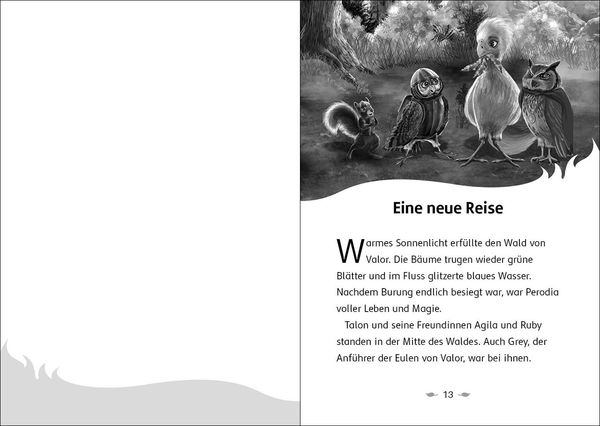 Eine neue Reise
Warmes Sonnenlicht erfüllte den Wald von
Valor. Die Bäume trugen wieder grüne
Blätter und im Fluss glitzerte blaues Wasser.
Nachdem Burung endlich besiegt war, war Perodia
voller Leben und Magie.
Talon und seine Freundinnen Agila und Ruby
standen in der Mitte des Waldes. Auch Grey, der
Anführer der Eulen von Valor, war bei ihnen.
13